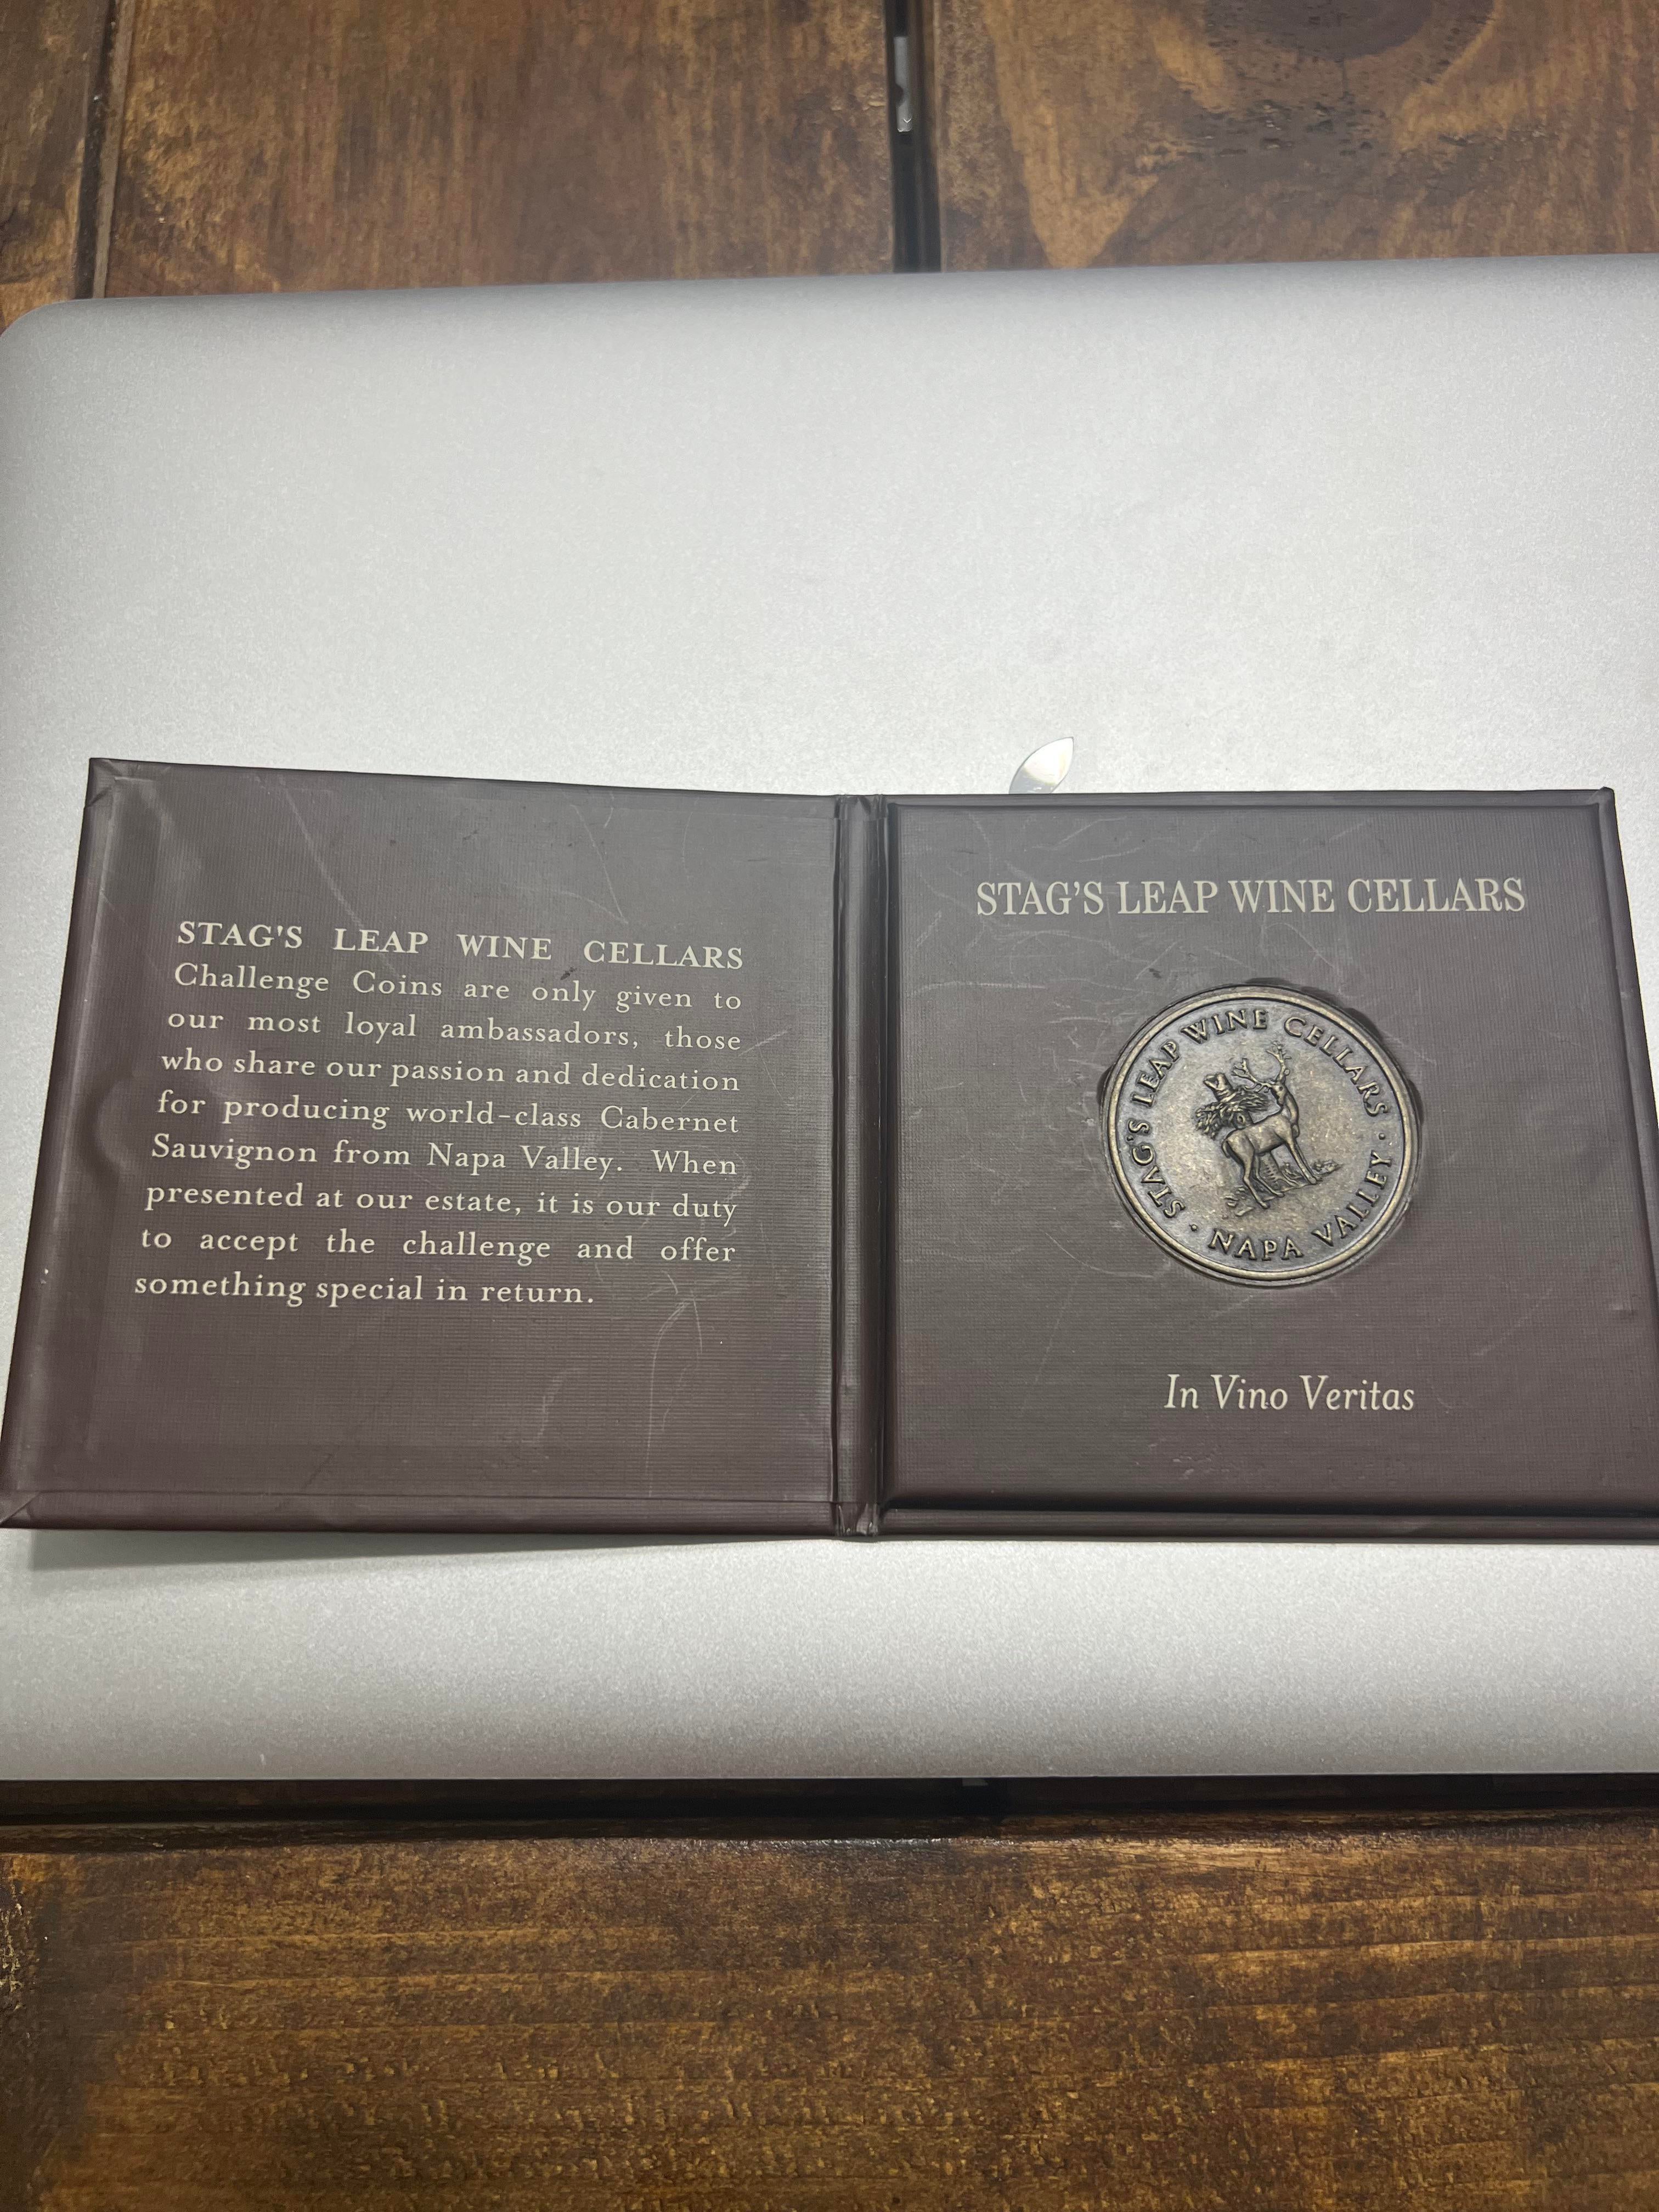 STAG'S LEAP WINE CELLARS
Challenge Coins are only given to
our most loyal ambassadors, those
who share our passion and dedication
for producing world-class Cabernet
Sauvignon from Napa Valley. When
presented at our estate, it is our duty
to accept the challenge and offer
something special in return.
STAG'S LEAP WINE CELLARS
STAG'S LEAP WINE CELLARS
· NAPA VALLEY ·
In Vino Veritas